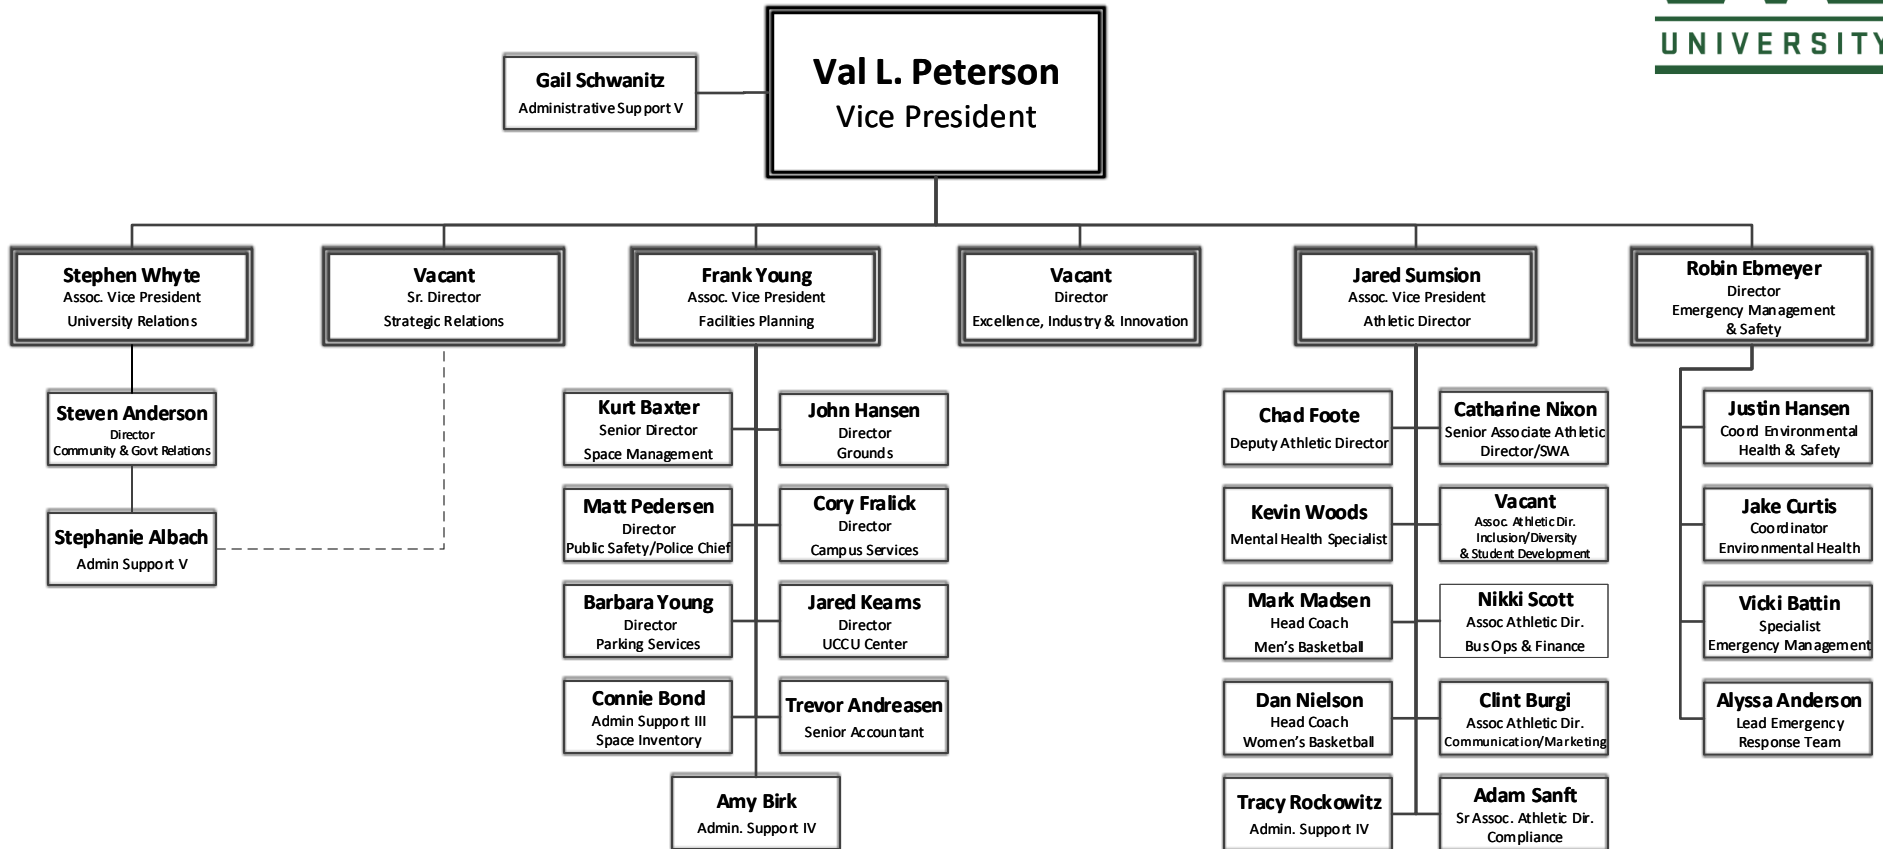 UNIVERSITY
Val L. Peterson
Vice President
Gail Schwanitz
Administrative Support V
Stephen Whyte
Assoc. Vice President
University Relations
Vacant
Sr. Director
Strategic Relations
Frank Young
Assoc. Vice President
Facilities Planning
Vacant
Director
Excellence, Industry & Innovation
Jared Sumsion
Assoc. Vice President
Athletic Director
Robin Ebmeyer
Director
Emergency Management
& Safety
Steven Anderson
Director
Community & Govt Relations
Stephanie Albach
Admin Support V
Kurt Baxter
Senior Director
Space Management
John Hansen
Director
Grounds
Matt Pedersen
Director
Public Safety/Police Chief
Cory Fralick
Director
Campus Services
Barbara Young
Director
Parking Services
Jared Kearns
Director
UCCU Center
Connie Bond
Admin Support III
Space Inventory
Trevor Andreasen
Senior Accountant
Amy Birk
Admin. Support IV
Chad Foote
Deputy Athletic Director
Catharine Nixon
Senior Associate Athletic
Director/SWA
Kevin Woods
Mental Health Specialist
Vacant
Assoc. Athletic Dir.
Inclusion/Diversity
& Student Development
Mark Madsen
Head Coach
Men's Basketball
Nikki Scott
Assoc Athletic Dir.
Bus Ops & Finance
Dan Nielson
Head Coach
Women's Basketball
Clint Burgi
Assoc Athletic Dir.
Communication/Marketing
Tracy Rockowitz
Admin. Support IV
Adam Sanft
Sr Assoc. Athletic Dir.
Compliance
Justin Hansen
Coord Environmental
Health & Safety
Jake Curtis
Coordinator
Environmental Health
Vicki Battin
Specialist
Emergency Management
Alyssa Anderson
Lead Emergency
Response Team